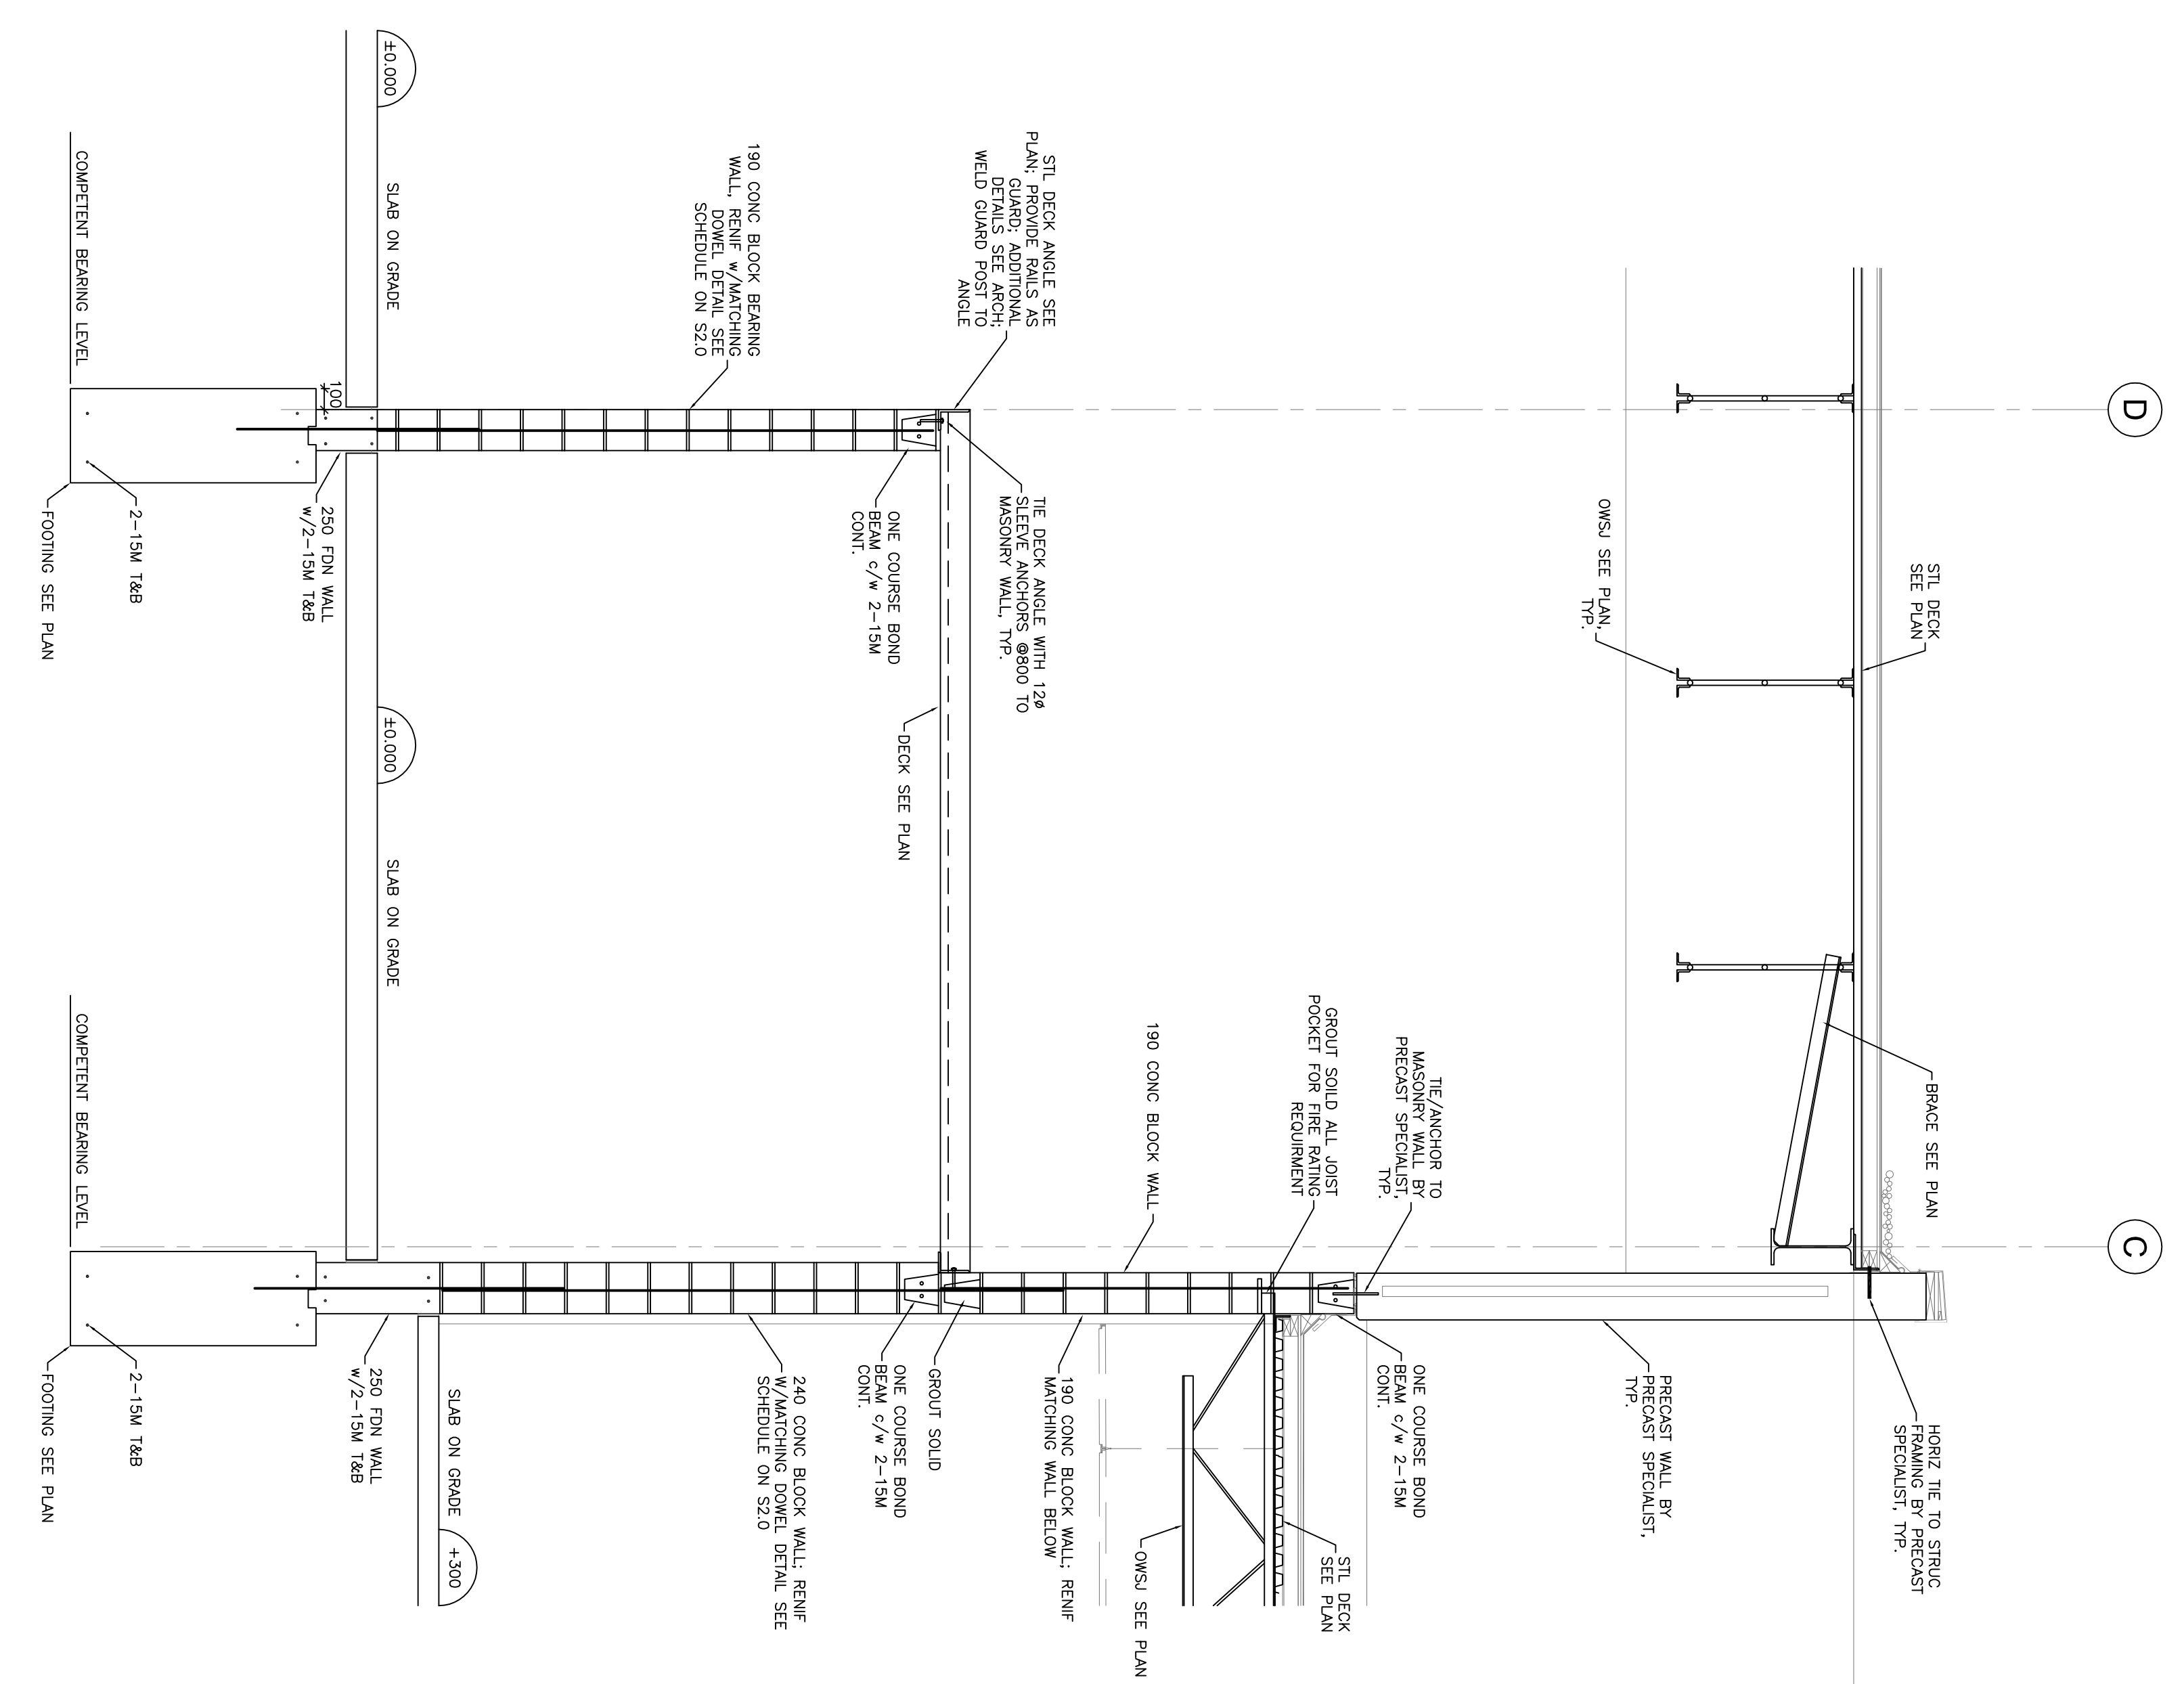 D
C
STL DECK
SEE PLAN
BRACE SEE PLAN
HORIZ TIE TO STRUC
FRAMING BY PRECAST
SPECIALIST, TYP.
OWSJ SEE PLAN,
TYP.
PRECAST WALL BY
PRECAST SPECIALIST,
TYP.
TIE/ANCHOR TO
MASONRY WALL BY
PRECAST SPECIALIST,
TYP.
ONE COURSE BOND
BEAM c/w 2-15M
CONT.
GROUT SOILD ALL JOIST
POCKET FOR FIRE RATING
REQUIRMENT
STL DECK
SEE PLAN
190 CONC BLOCK WALL
OWSJ SEE PLAN
STL DECK ANGLE SEE
PLAN; PROVIDE RAILS AS
GUARD; ADDITIONAL
DETAILS SEE ARCH;
WELD GUARD POST TO
ANGLE
TIE DECK ANGLE WITH 12ø
SLEEVE ANCHORS @800 TO
MASONRY WALL, TYP.
190 CONC BLOCK WALL; RENIF
MATCHING WALL BELOW
GROUT SOLID
DECK SEE PLAN
ONE COURSE BOND
BEAM c/w 2-15M
CONT.
ONE COURSE BOND
BEAM c/w 2-15M
CONT.
190 CONC BLOCK BEARING
WALL, RENIF w/MATCHING
DOWEL DETAIL SEE
SCHEDULE ON S2.0
240 CONC BLOCK WALL; RENIF
W/MATCHING DOWEL DETAIL SEE
SCHEDULE ON S2.0
±0.000
SLAB ON GRADE
±0.000
SLAB ON GRADE
SLAB ON GRADE
+300
100
250 FDN WALL
w/2-15M T&B
250 FDN WALL
w/2-15M T&B
COMPETENT BEARING LEVEL
2-15M T&B
FOOTING SEE PLAN
COMPETENT BEARING LEVEL
2-15M T&B
FOOTING SEE PLAN